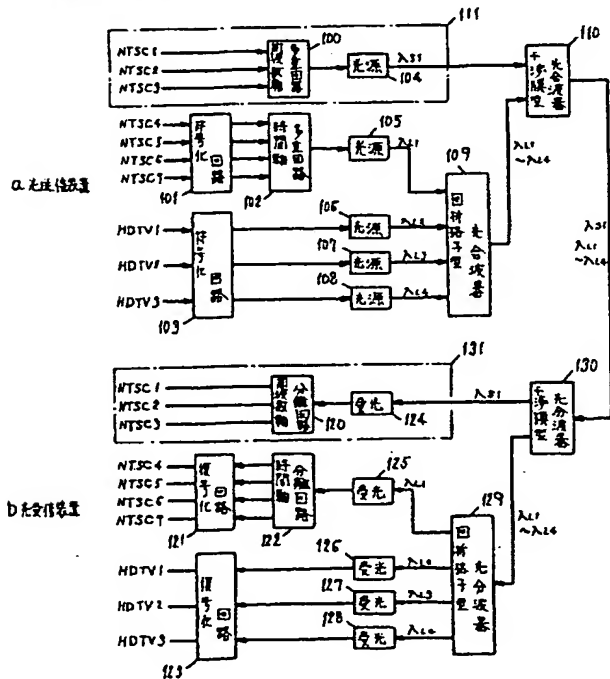 111
100
NTSC1
NTSC2
NTSC3
周波数軸
多重回路
光源
104
λS1
110
干渉膜型
光合波器
NTSC4
NTSC5
NTSC6
NTSC7
符号化
回路
101
時間軸
多重回路
102
105
光源
λL1
109
λL1
~λL4
a 光送信装置
HDTV1
HDTV2
HDTV3
符号化
回路
103
106
光源
λL2
107
光源
λL3
108
光源
λL4
回折格子型
光合波器
λS1
λL1
~λL4
131
NTSC1
NTSC2
NTSC3
周波数軸
分離回路
120
受光
124
λS1
130
干渉膜型
光分波器
NTSC4
NTSC5
NTSC6
NTSC7
復号化
回路
121
時間軸
分離回路
122
125
受光
λL1
129
λL1
~λL4
b 光受信装置
HDTV1
HDTV2
HDTV3
復号化
回路
123
126
受光
λL2
127
受光
λL3
128
受光
λL4
回折格子型
光分波器